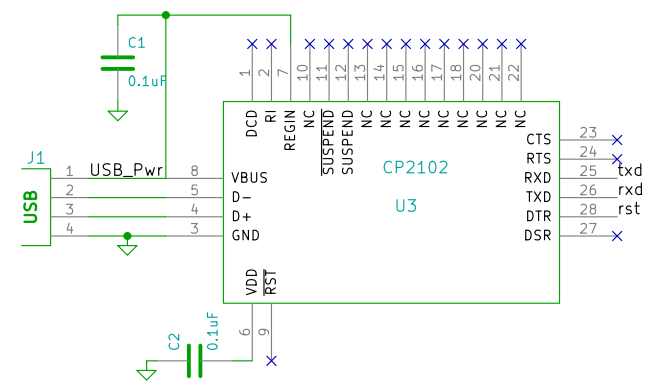 C1
0.1uF
1
2
7
10
11
12
13
14
15
16
17
18
20
21
22
DCD
RI
REGIN
NC
SUSPEND
SUSPEND
NC
NC
NC
NC
NC
NC
NC
NC
NC
J1
USB
1 USB_Pwr 8 VBUS
2 5 D-
3 4 D+
4 3 GND
CP2102
U3
CTS 23
RTS 24
RXD 25 txd
TXD 26 rxd
DTR 28 rst
DSR 27
VDD
RST
6
9
C2
0.1uF